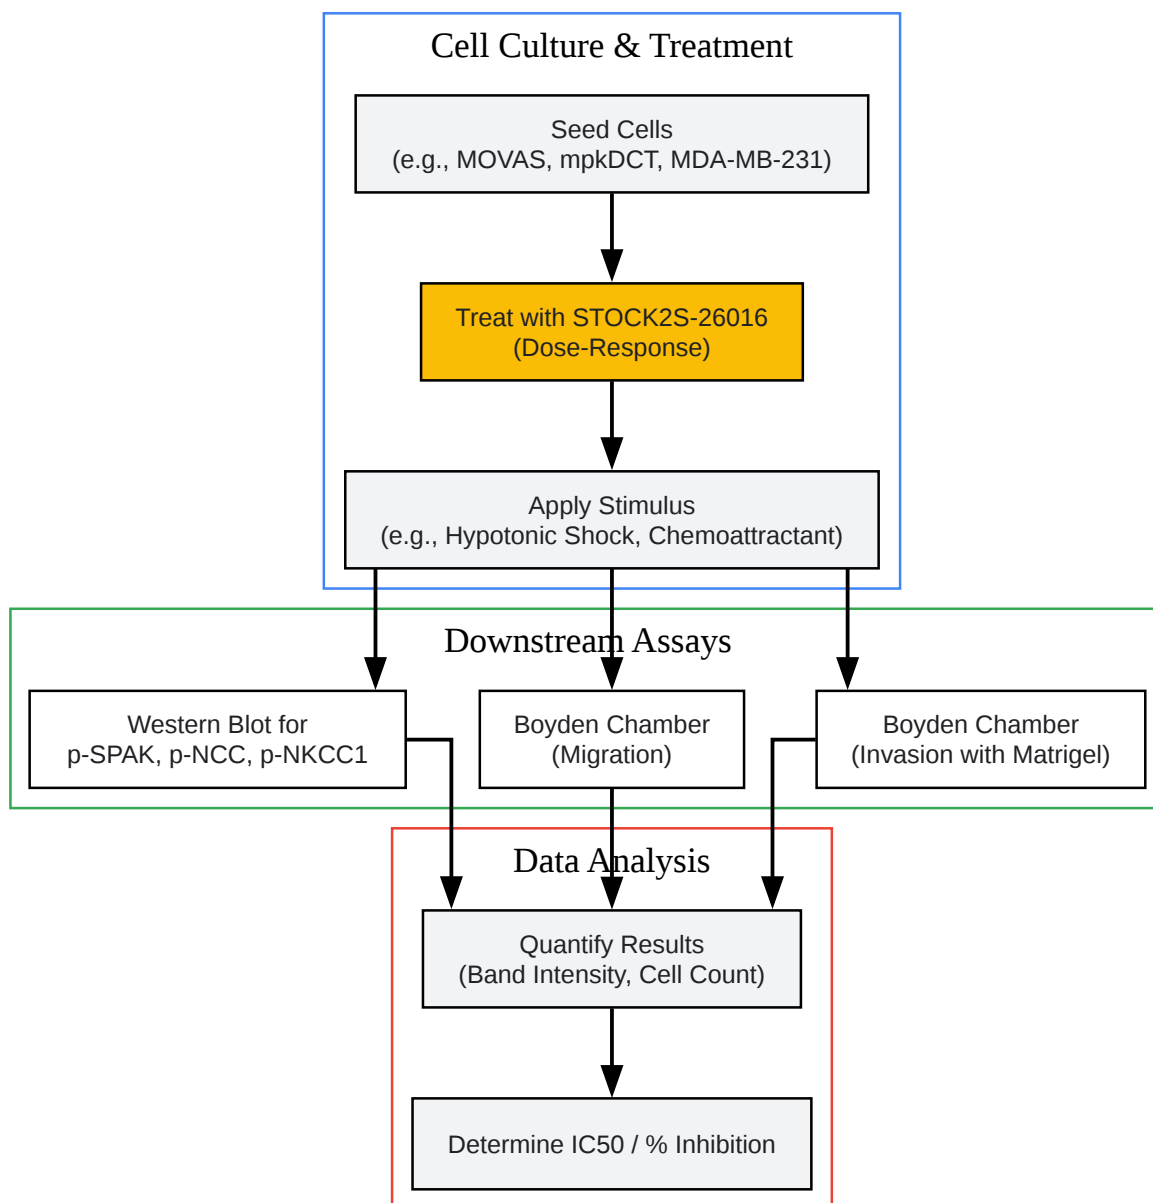 Cell Culture & Treatment
Seed Cells
(e.g., MOVAS, mpkDCT, MDA-MB-231)
Treat with STOCK2S-26016
(Dose-Response)
Apply Stimulus
(e.g., Hypotonic Shock, Chemoattractant)
Downstream Assays
Western Blot for
p-SPAK, p-NCC, p-NKCC1
Boyden Chamber
(Migration)
Boyden Chamber
(Invasion with Matrigel)
Data Analysis
Quantify Results
(Band Intensity, Cell Count)
Determine IC50 / % Inhibition